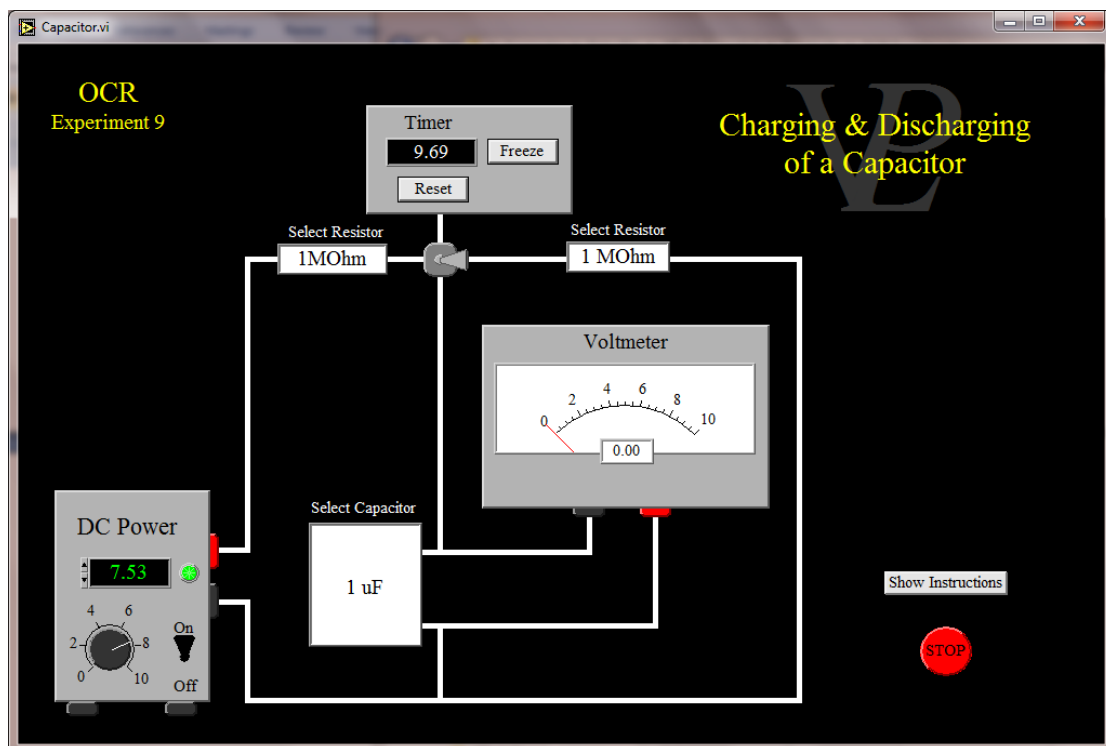 Capacitor.vi
OCR
Experiment 9
Timer
9.69
Freeze
Reset
VPL
Charging & Discharging
of a Capacitor
Select Resistor
1MOhm
Select Resistor
1 MOhm
Voltmeter
0 2 4 6 8 10
0.00
Select Capacitor
1 uF
DC Power
7.53
0 2 4 6 8 10
On
Off
Show Instructions
STOP